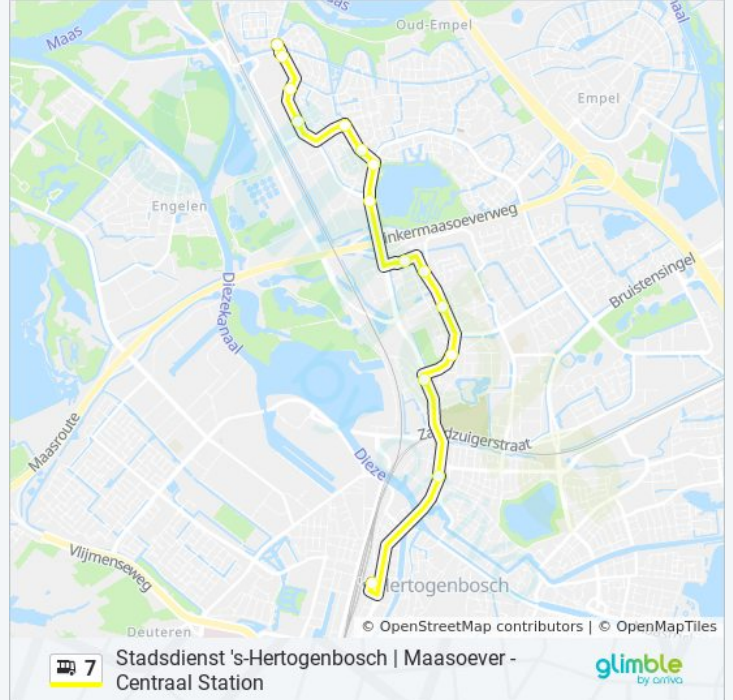 Oud-Empel
Maas
Empel
Engelen
inkermaasoeverweg
Bruistensingel
Diezekanaal
Maasroute
Zandzuigerstraat
Dieze
Vlijmenseweg
Hertogenbosch
Deuteren
© OpenStreetMap contributors | © OpenMapTiles
7
Stadsdienst 's-Hertogenbosch | Maasoever -
Centraal Station
glimble
by arriva